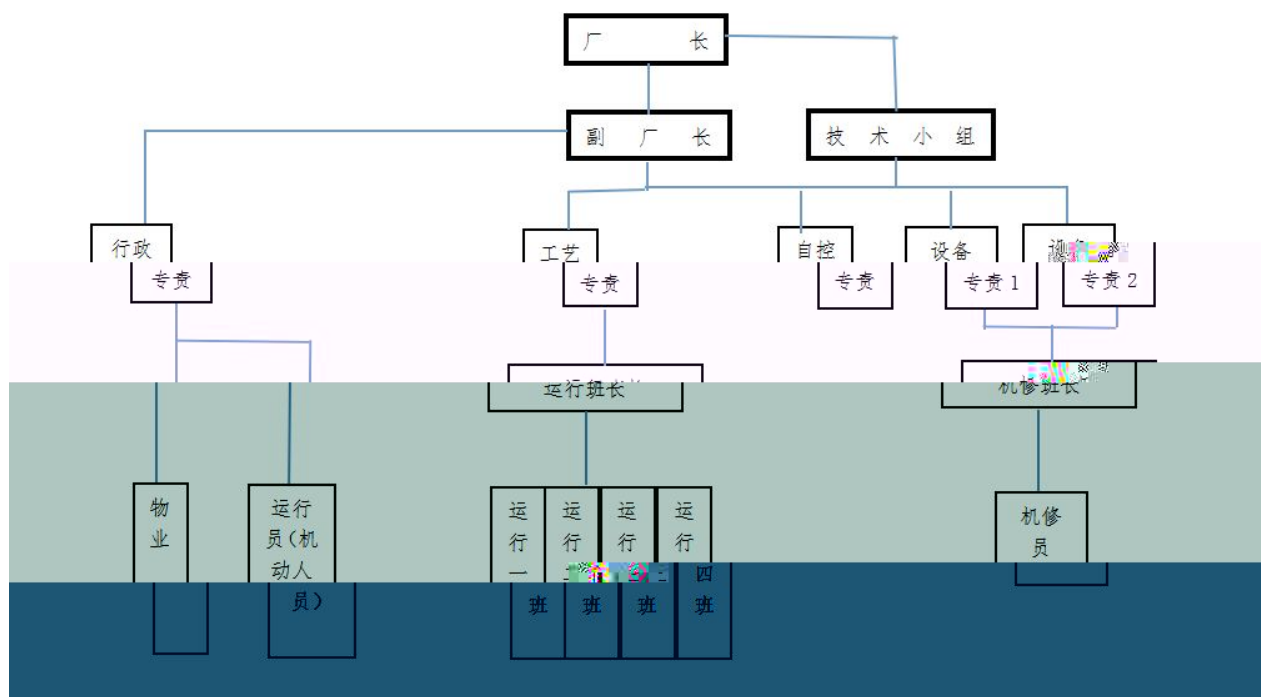 厂 长
副 厂 长
技 术 小 组
行政
专责
工艺
专责
自控
专责
设备
专责1
设备
专责2
运行班长
机修班长
物
业
运行
员(机
动人
员)
运
行
一
班
运
行
班
运
行
班
运
行
四
班
机修
员